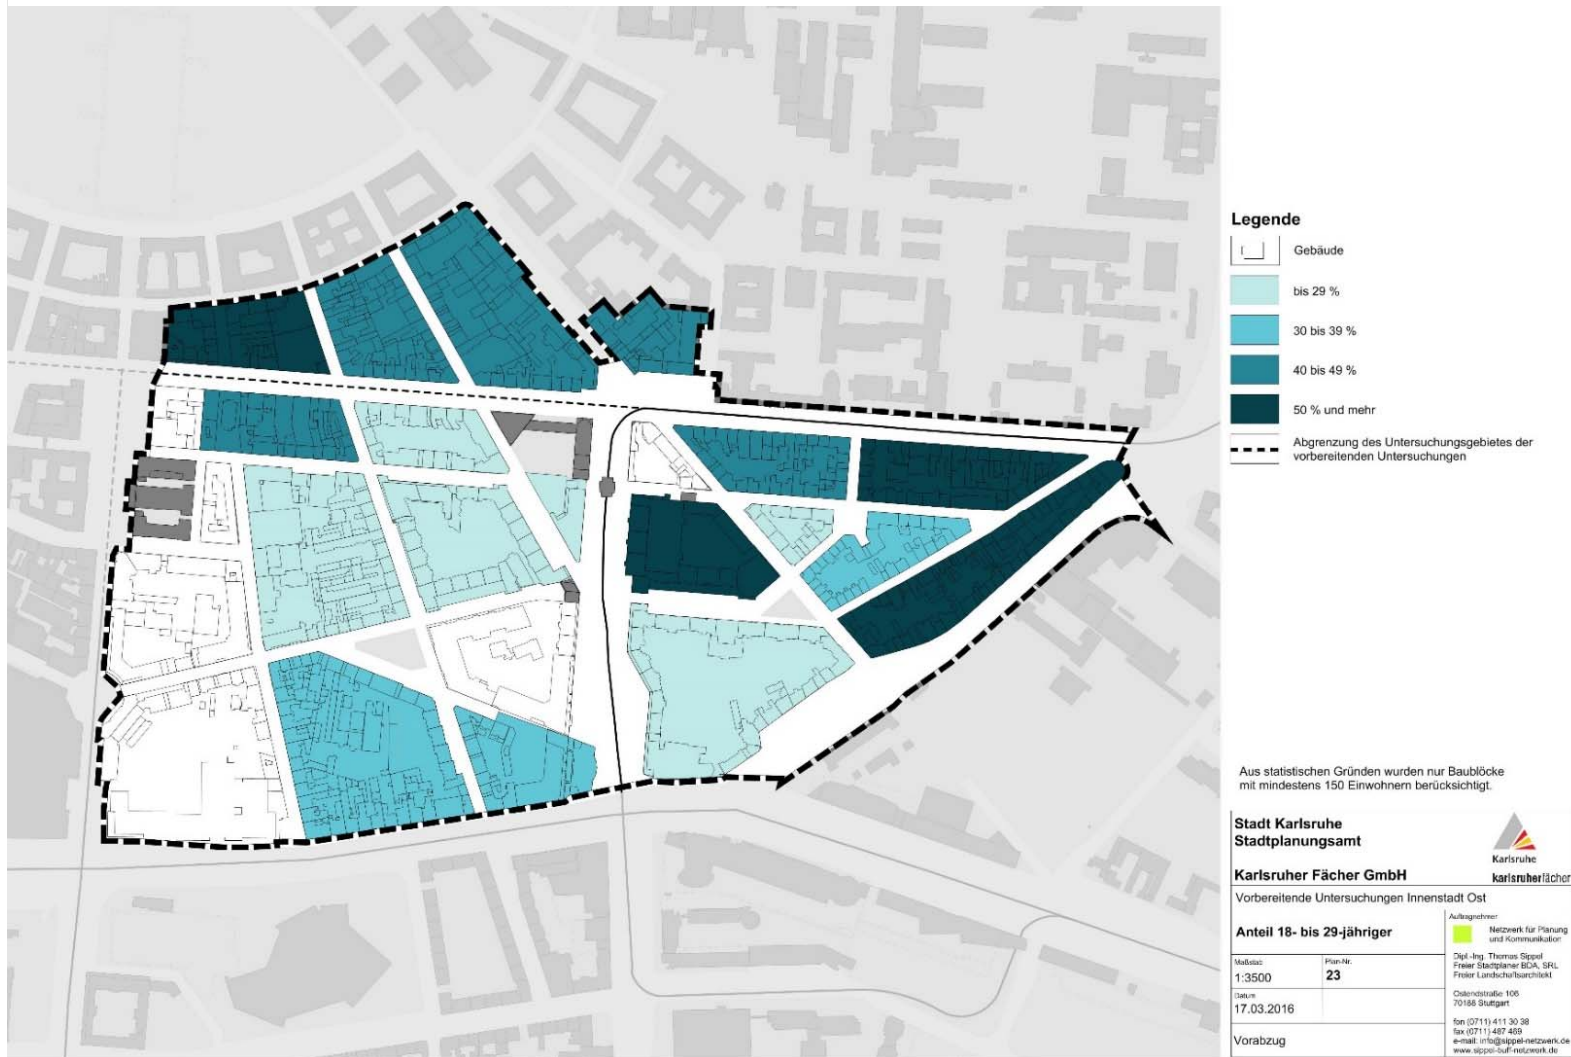 Legende
Gebäude
bis 29 %
30 bis 39 %
40 bis 49 %
50 % und mehr
Abgrenzung des Untersuchungsgebietes der
vorbereitenden Untersuchungen
Aus statistischen Gründen wurden nur Baublöcke
mit mindestens 150 Einwohnern berücksichtigt.
Stadt Karlsruhe
Stadtplanungsamt
Karlsruhe
Karlsruher Fächer GmbH
karlsruherfächer
Vorbereitende Untersuchungen Innenstadt Ost
Auftragnehmer
Anteil 18- bis 29-jähriger
Netzwerk für Planung
und Kommunikation
Dipl.-Ing. Thomas Sippel
Freier Stadtplaner BDA, SRL
Freier Landschaftsarchitekt
Maßstab
1:3500
Plan-Nr.
23
Datum
17.03.2016
Ostendstraße 106
70188 Stuttgart
fon (0711) 411 30 38
fax (0711) 487 469
e-mail: info@sippel-netzwerk.de
www.sippel-buff-netzwerk.de
Vorabzug